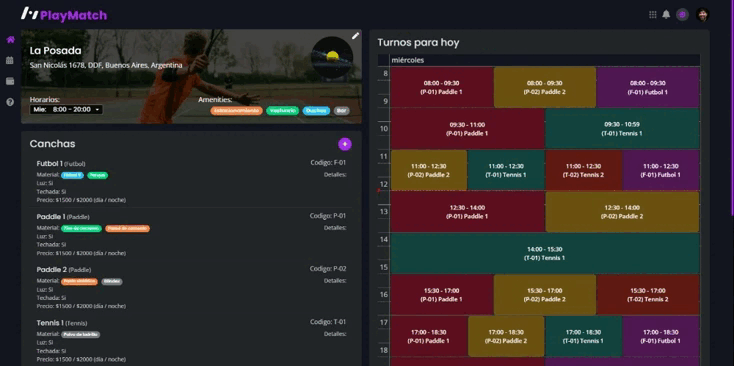 PlayMatch
La Posada
San Nicolás 1678, DDF, Buenos Aires, Argentina
Horarios:
Mie: 8:00 - 20:00
Amenities:
Estacionamiento
Vestuario
Duchas
Bar
Canchas
+
Futbol 1 (Futbol)
Codigo: F-01
Material:
Detalles:
Luz: Si
Techada: Si
Precio: $1500 / $2000 (dia / noche)
Paddle 1 (Paddle)
Codigo: P-01
Material:
Detalles:
Luz: Si
Techada: Si
Precio: $1500 / $2000 (dia / noche)
Paddle 2 (Paddle)
Codigo: P-02
Material:
Detalles:
Luz: Si
Techada: Si
Precio: $1500 / $2000 (dia / noche)
Tennis 1 (Tennis)
Codigo: T-01
Material: Polvo de ladrillo
Detalles:
Luz: Si
Techada: Si
Precio: $1500 / $2000 (dia / noche)
Turnos para hoy
miércoles
8
08:00 - 09:30
(P-01) Paddle 1
08:00 - 09:30
(P-02) Paddle 2
08:00 - 09:30
(F-01) Futbol 1
9
10
09:30 - 11:00
(P-01) Paddle 1
09:30 - 10:59
(T-01) Tennis 1
11
11:00 - 12:30
(P-02) Paddle 2
11:00 - 12:30
(T-01) Tennis 1
11:00 - 12:30
(T-02) Tennis 2
11:00 - 12:30
(F-01) Futbol 1
12
13
12:30 - 14:00
(P-01) Paddle 1
12:30 - 14:00
(P-02) Paddle 2
14
14:00 - 15:30
(T-01) Tennis 1
15
16
15:30 - 17:00
(P-01) Paddle 1
15:30 - 17:00
(P-02) Paddle 2
15:30 - 17:00
(T-02) Tennis 2
17
17:00 - 18:30
(P-01) Paddle 1
17:00 - 18:30
(P-02) Paddle 2
17:00 - 18:30
(T-01) Tennis 1
17:00 - 18:30
(F-01) Futbol 1
18